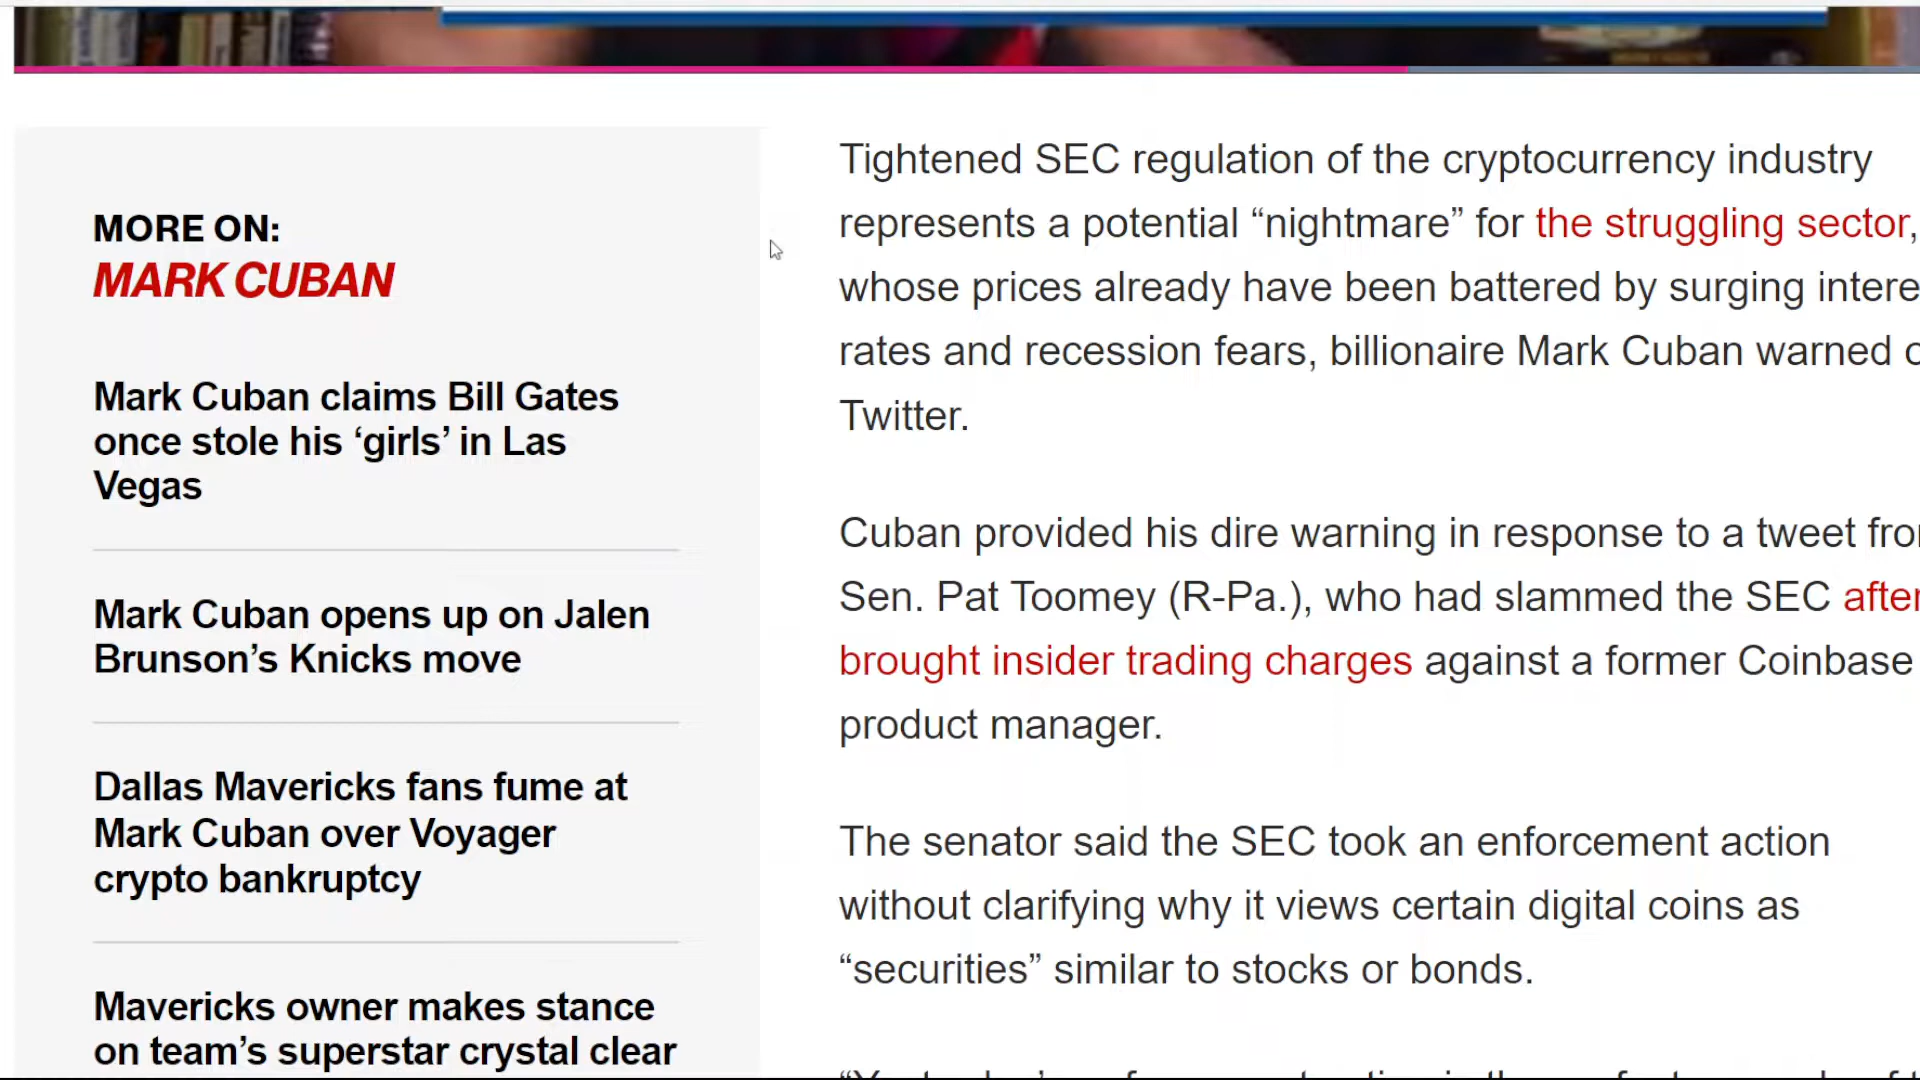 MORE ON:
MARK CUBAN
Mark Cuban claims Bill Gates
once stole his ‘girls’ in Las
Vegas
Mark Cuban opens up on Jalen
Brunson’s Knicks move
Dallas Mavericks fans fume at
Mark Cuban over Voyager
crypto bankruptcy
Mavericks owner makes stance
on team’s superstar crystal clear
Tightened SEC regulation of the cryptocurrency industry
represents a potential “nightmare” for the struggling sector,
whose prices already have been battered by surging
rates and recession fears, billionaire Mark Cuban warned
Twitter.
Cuban provided his dire warning in response to a tweet
Sen. Pat Toomey (R-Pa.), who had slammed the SEC after
brought insider trading charges against a former Coinbase
product manager.
The senator said the SEC took an enforcement action
without clarifying why it views certain digital coins as
“securities” similar to stocks or bonds.